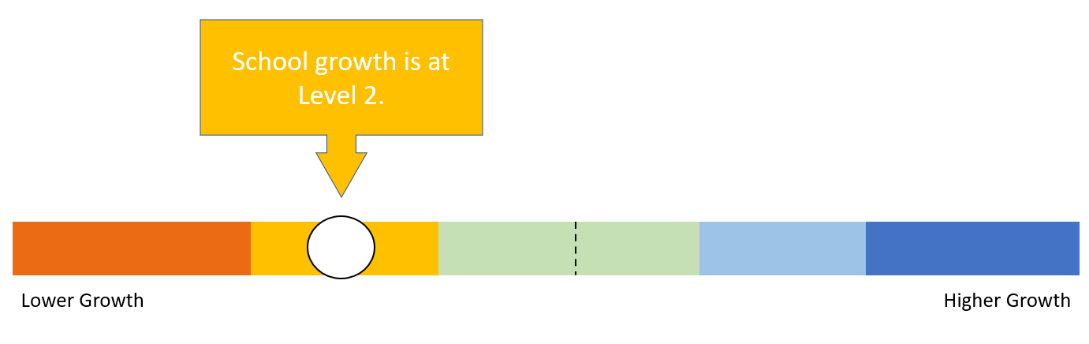 School growth is at
Level 2.
Lower Growth
Higher Growth